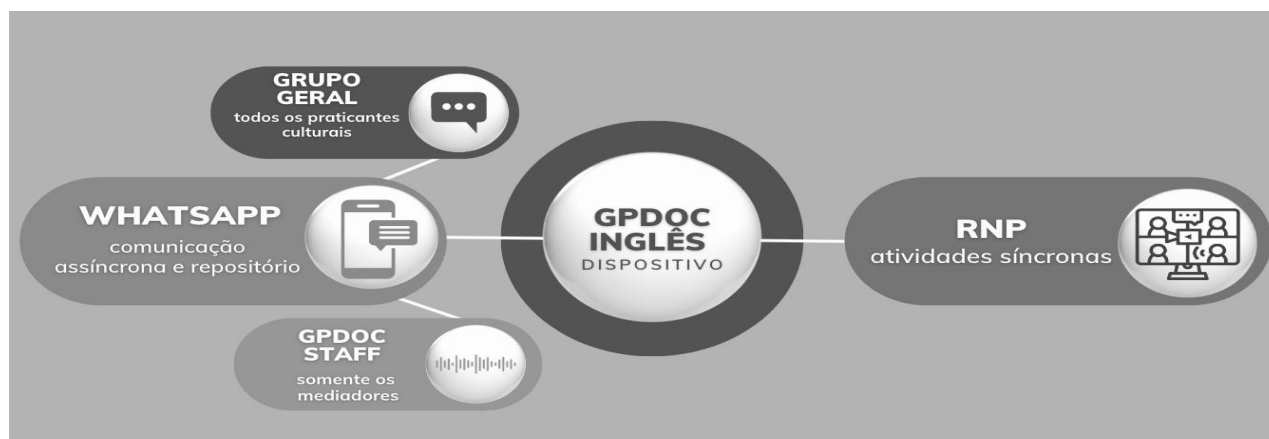 GRUPO
GERAL
todos os praticantes
culturais
WHATSAPP
comunicação
assíncrona e repositório
GPDOC
STAFF
somente os
mediadores
GPDOC
INGLÊS
DISPOSITIVO
RNP
atividades síncronas